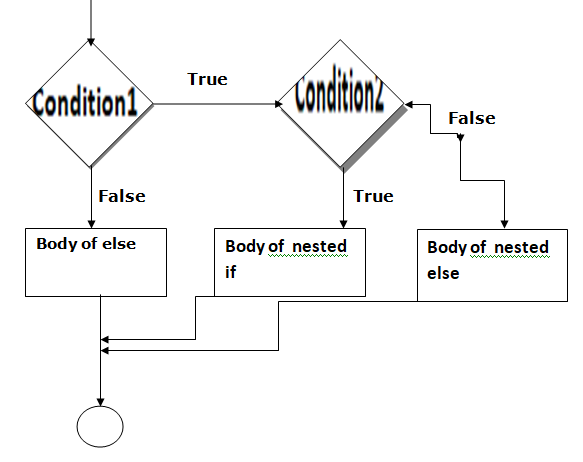 Condition1
True
Condition2
False
False
True
Body of else
Body of nested
if
Body of nested
else